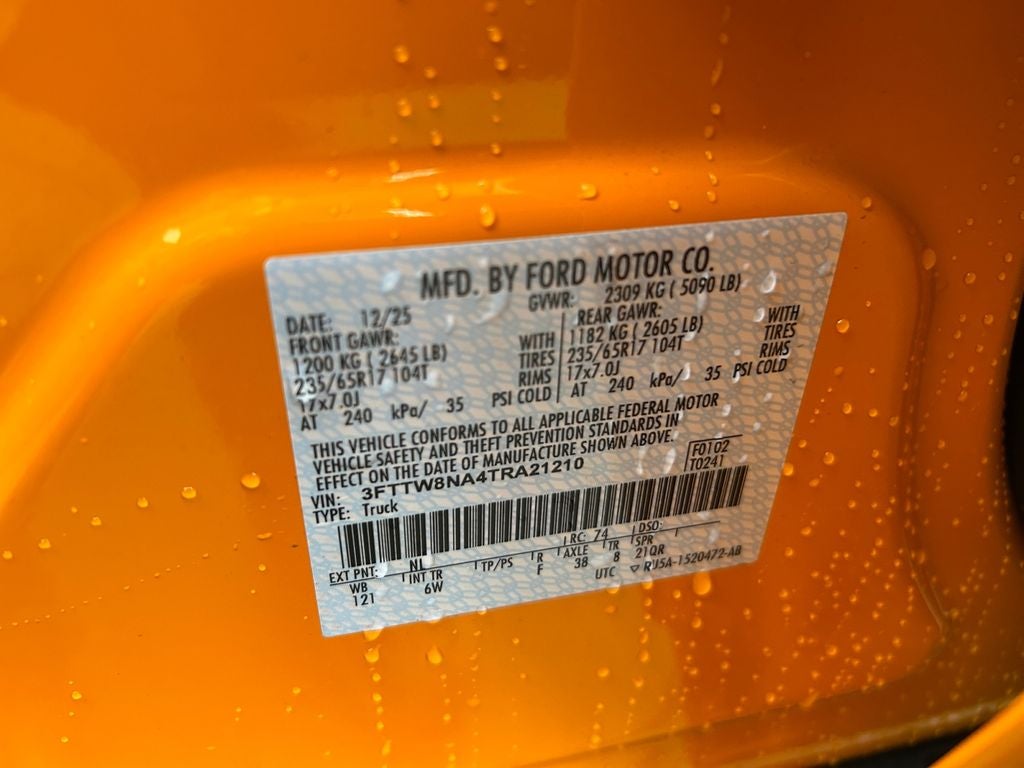 MFD. BY FORD MOTOR CO.
DATE: 12/25 GVWR: 2309 KG ( 5090 LB)
FRONT GAWR: REAR GAWR:
1200 KG ( 2645 LB) WITH 1182 KG ( 2605 LB) WITH
235/65R17 104T TIRES 235/65R17 104T TIRES
17x7.0J RIMS 17x7.0J RIMS
AT 240 kPa/ 35 PSI COLD AT 240 kPa/ 35 PSI COLD
THIS VEHICLE CONFORMS TO ALL APPLICABLE FEDERAL MOTOR
VEHICLE SAFETY AND THEFT PREVENTION STANDARDS IN
EFFECT ON THE DATE OF MANUFACTURE SHOWN ABOVE.
VIN: 3FTTW8NA4TRA21210 F0102
TYPE: Truck T0241
EXT PNT: NL RC: 74 DSO:
WB INT TR TP/PS R AXLE TR SPR
121 6W F 38 8 21QR
UTC ▽ RU5A-1520472-AB